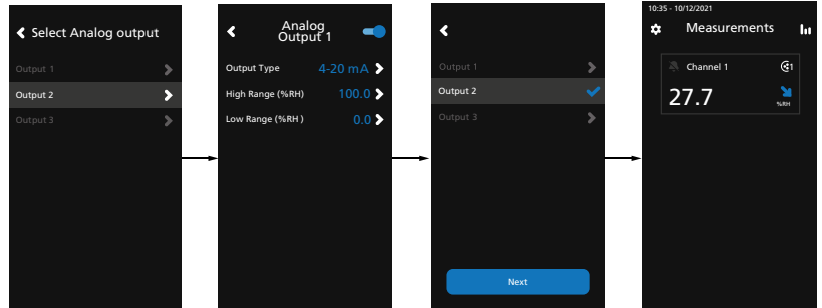 Select Analog output
Output 1
Output 2
Output 3
Analog
Output 1
Output Type 4-20 mA
High Range (%RH) 100.0
Low Range (%RH ) 0.0
Output 1
Output 2
Output 3
Next
10:35 - 10/12/2021
Measurements
Channel 1 1
27.7
%RH